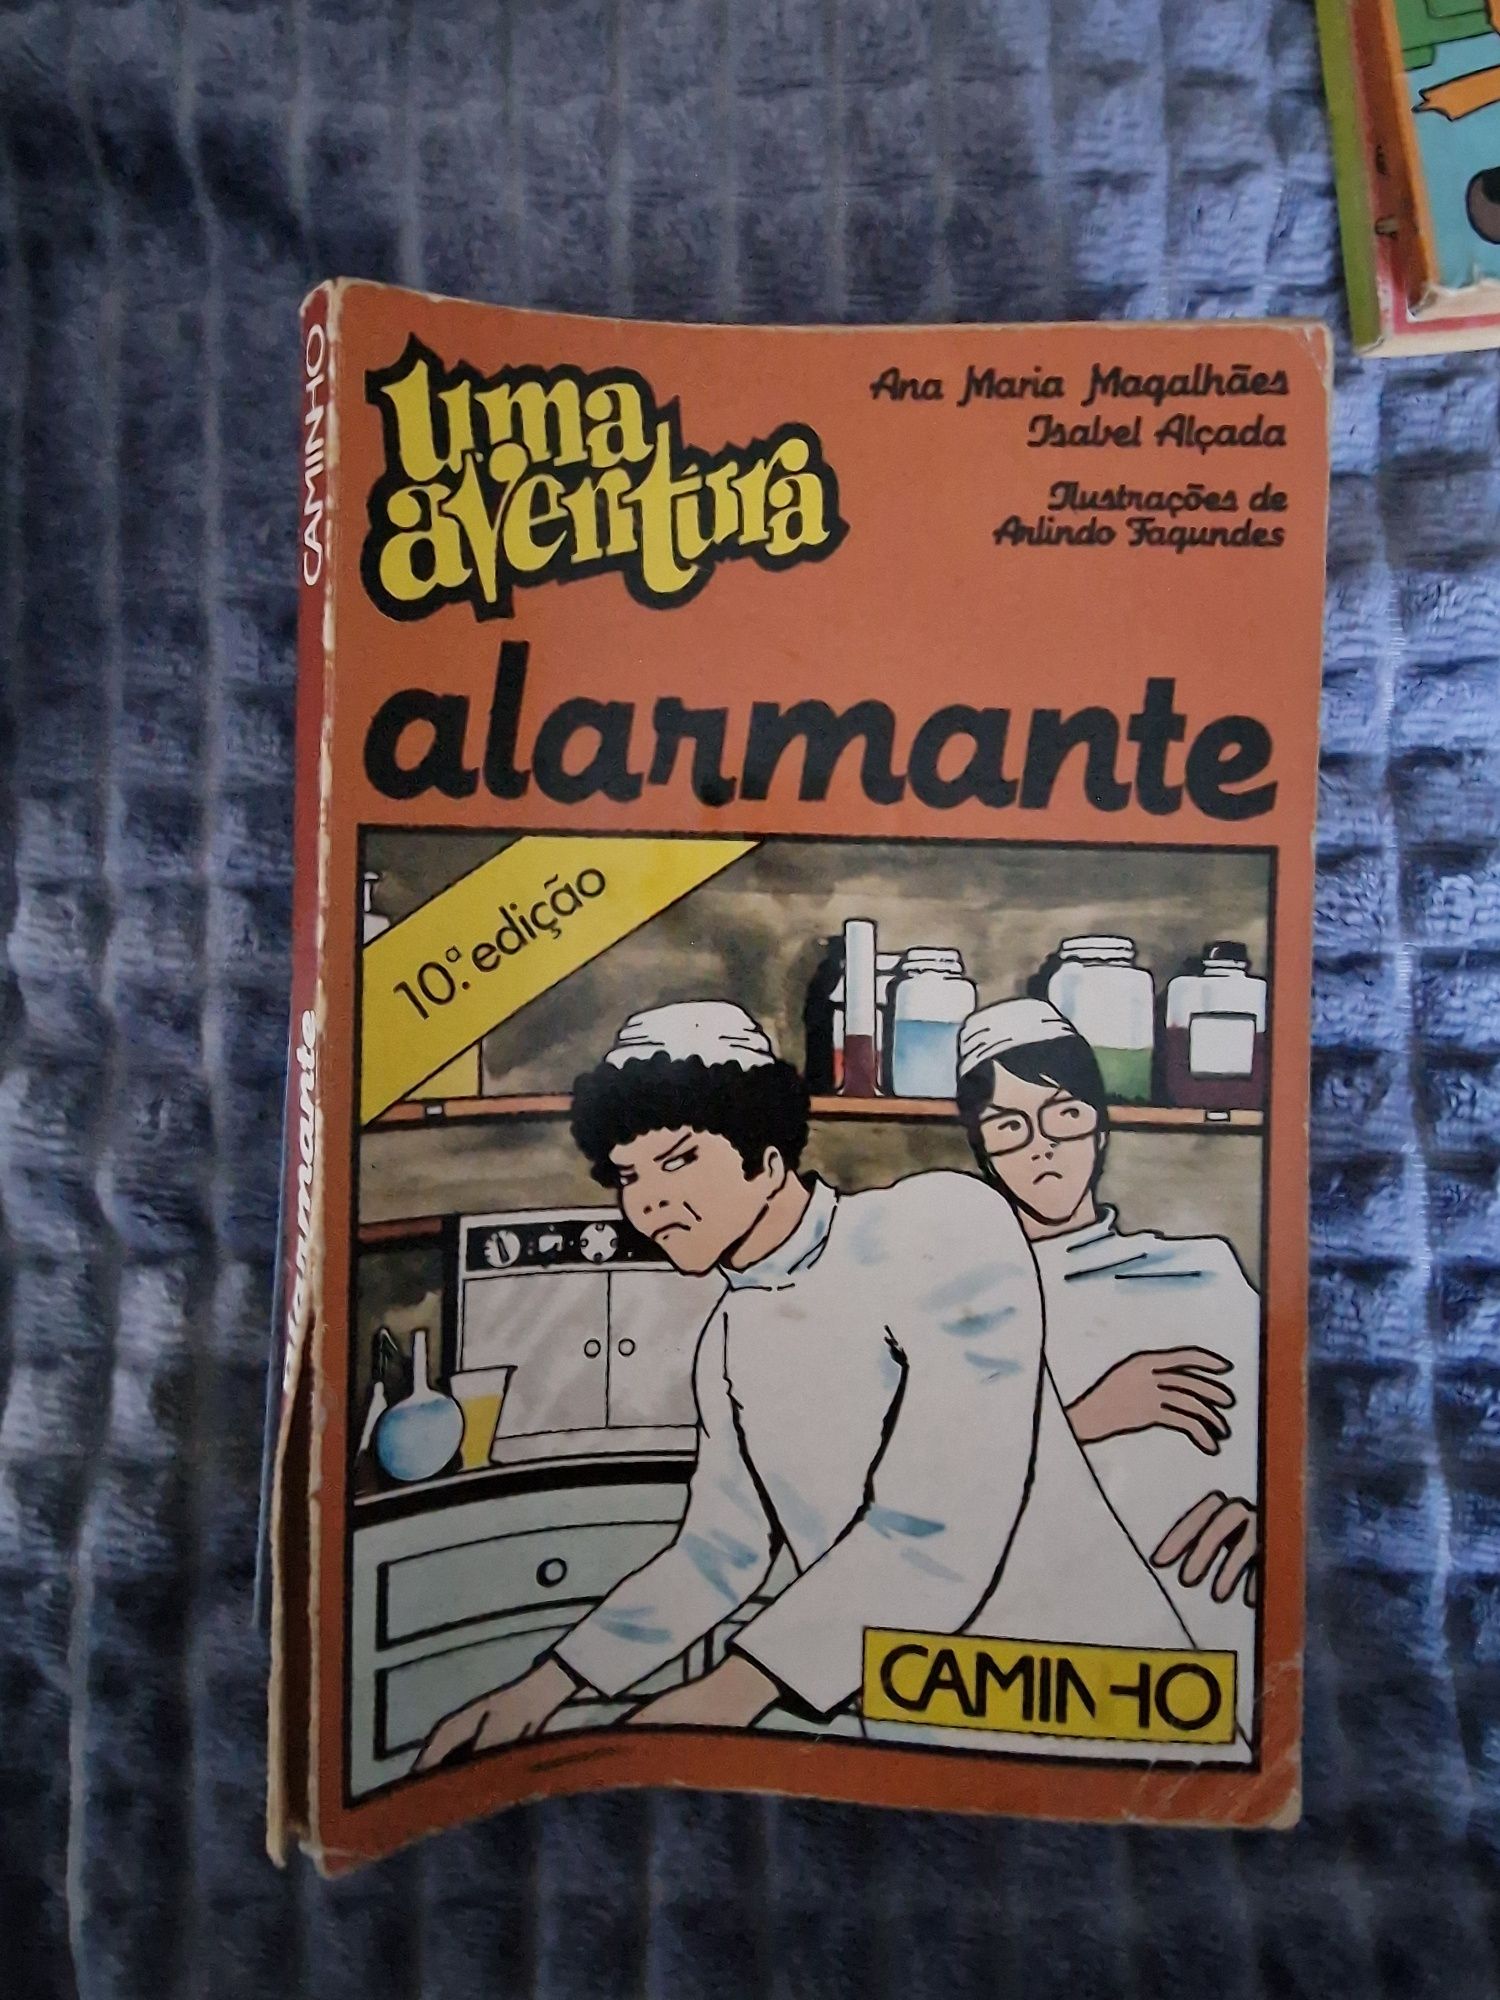 uma
aventura
Ana Maria Magalhães
Isabel Alçada
Ilustrações de
Arlindo Fagundes
alarmante
10.ª edição
CAMINHO
CAMINHO
alarmante